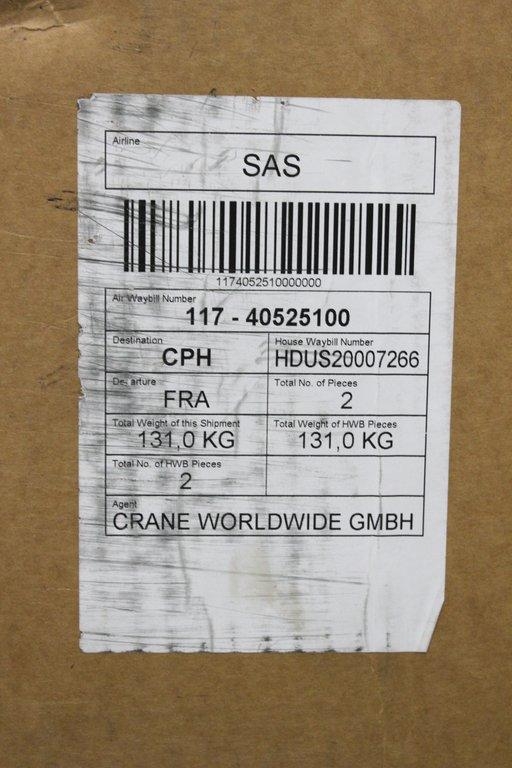 Airline
SAS
1174052510000000
Air Waybill Number
117 - 40525100
Destination
CPH
House Waybill Number
HDUS20007266
Departure
FRA
Total No. of Pieces
2
Total Weight of this Shipment
131,0 KG
Total Weight of HWB Pieces
131,0 KG
Total No. of HWB Pieces
2
Agent
CRANE WORLDWIDE GMBH